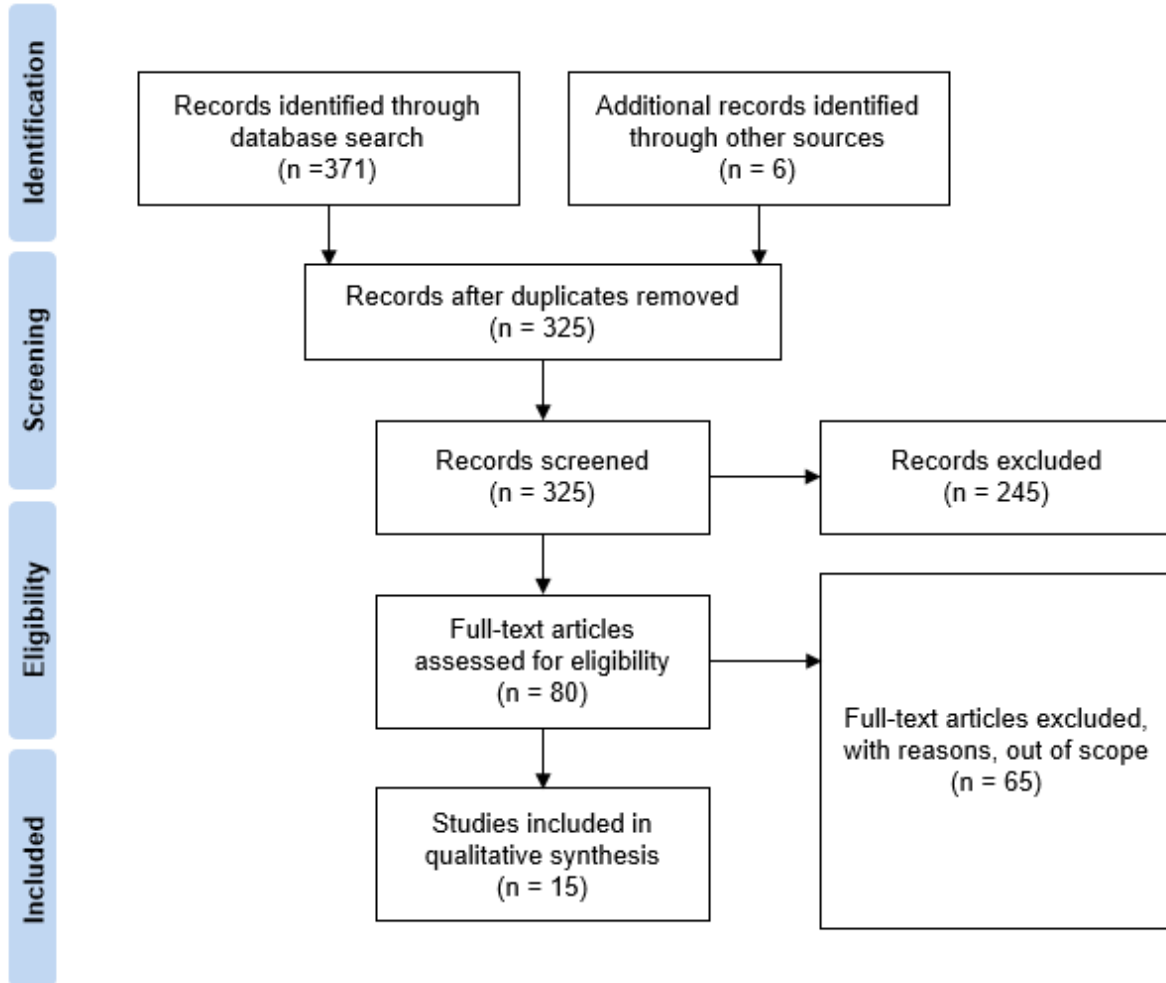 Identification
Records identified through
database search
(n =371)
Additional records identified
through other sources
(n = 6)
Screening
Records after duplicates removed
(n = 325)
Records screened
(n = 325)
Records excluded
(n = 245)
Eligibility
Full-text articles
assessed for eligibility
(n = 80)
Full-text articles excluded,
with reasons, out of scope
(n = 65)
Included
Studies included in
qualitative synthesis
(n = 15)